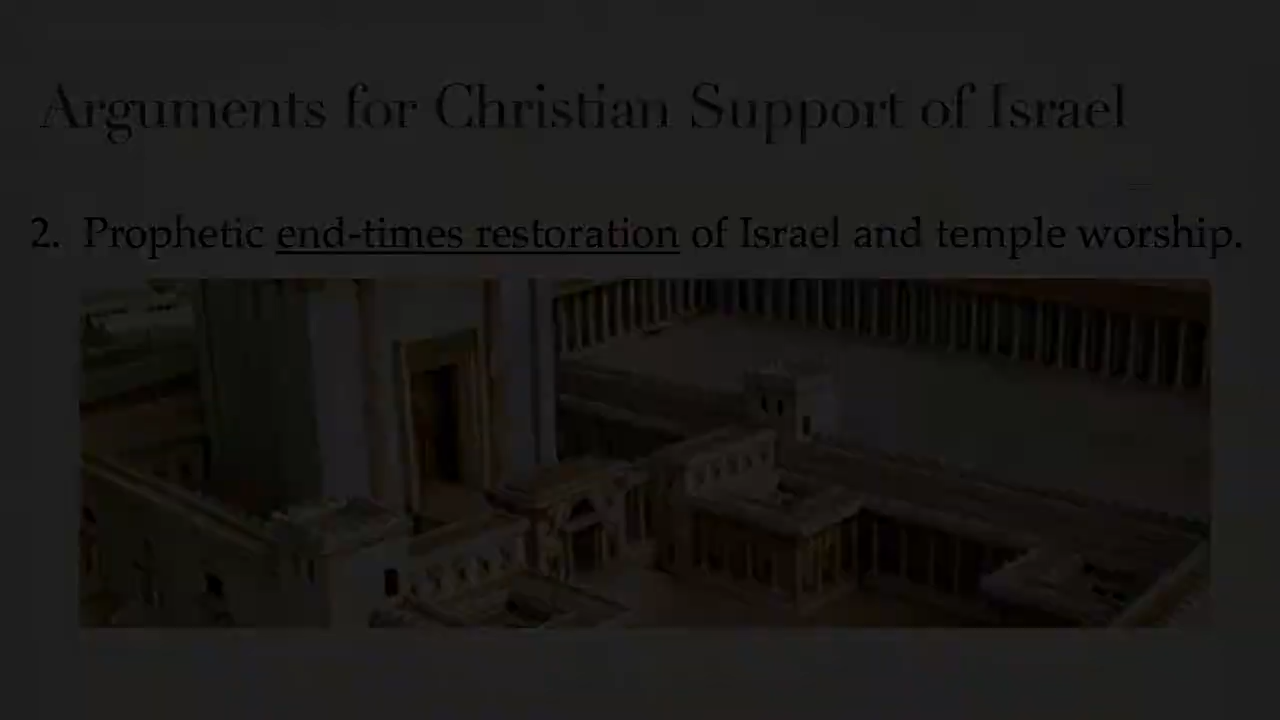 Arguments for Christian Support of Israel
2. Prophetic end-times restoration of Israel and temple worship.